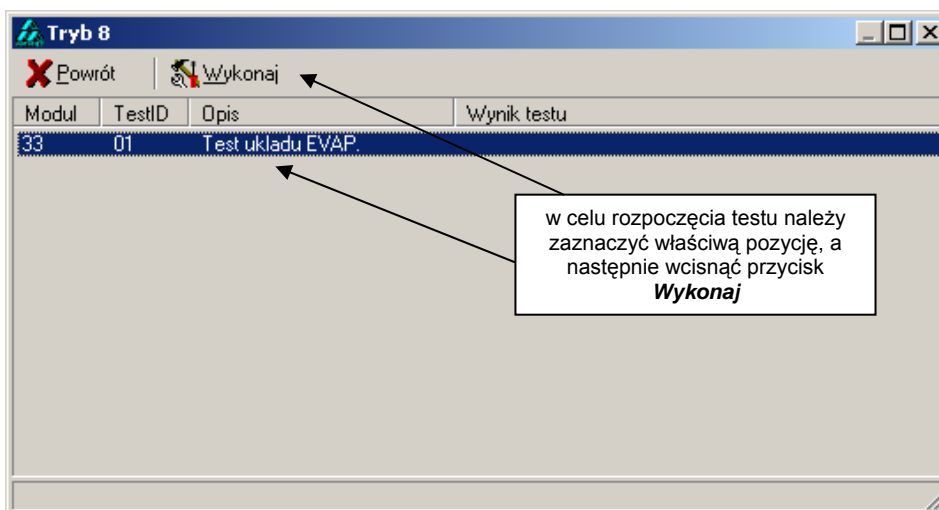 Tryb 8
Powrót Wykonaj
Modul TestID Opis Wynik testu
33 01 Test ukladu EVAP.
w celu rozpoczęcia testu należy
zaznaczyć właściwą pozycję, a
następnie wcisnąć przycisk
Wykonaj